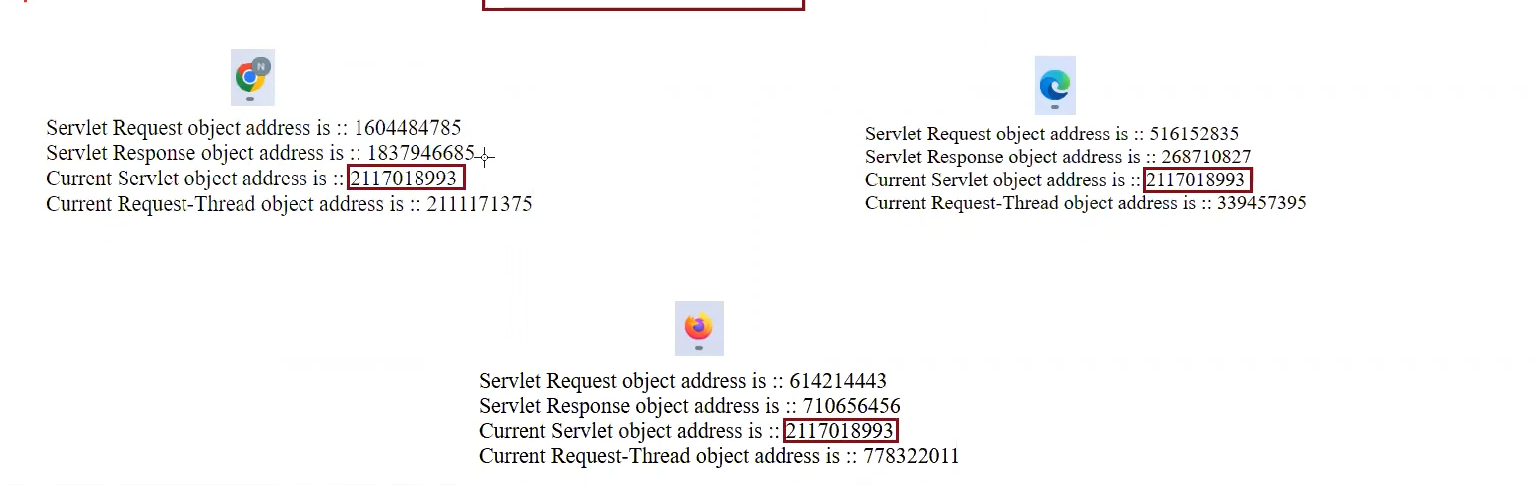 N
Servlet Request object address is :: 1604484785
Servlet Response object address is :: 1837946685
Current Servlet object address is :: 2117018993
Current Request-Thread object address is :: 2111171375
Servlet Request object address is :: 516152835
Servlet Response object address is :: 268710827
Current Servlet object address is :: 2117018993
Current Request-Thread object address is :: 339457395
Servlet Request object address is :: 614214443
Servlet Response object address is :: 710656456
Current Servlet object address is :: 2117018993
Current Request-Thread object address is :: 778322011